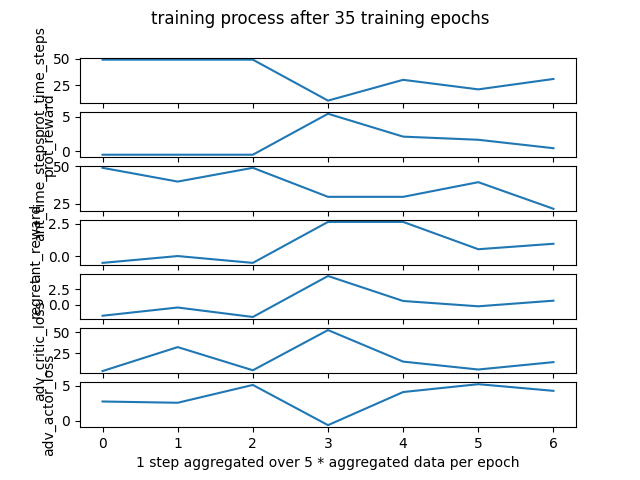 training process after 35 training epochs
prot_time_steps
50
25
prot_reward
5
0
ant_time_steps
50
25
ant_reward
2.5
0.0
regret
2.5
0.0
adv_critic_loss
50
25
adv_actor_loss
5
0
0 1 2 3 4 5 6
1 step aggregated over 5 * aggregated data per epoch